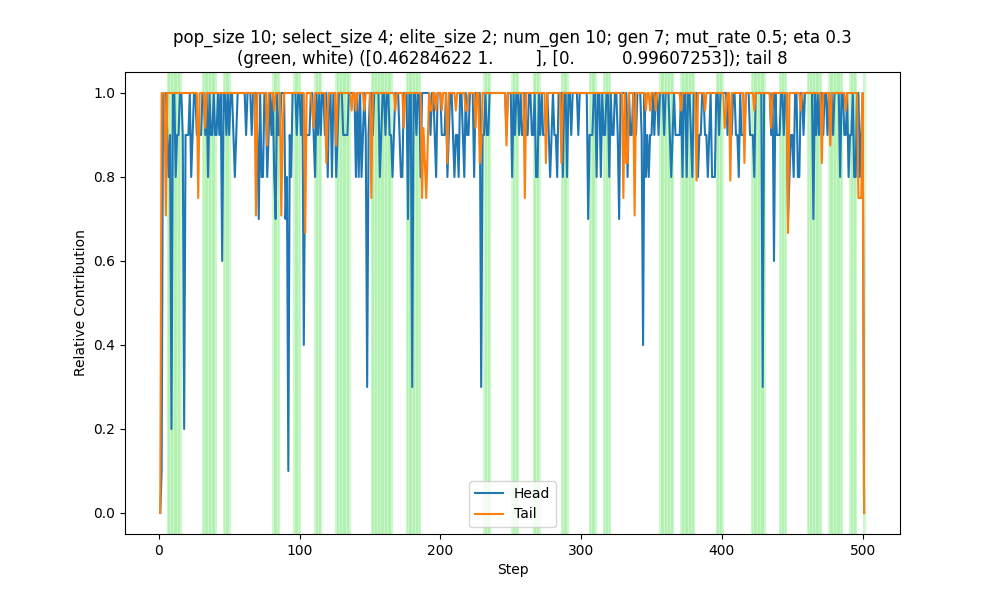 pop_size 10; select_size 4; elite_size 2; num_gen 10; gen 7; mut_rate 0.5; eta 0.3
(green, white) ([0.46284622 1.         ], [0.         0.99607253]); tail 8
Relative Contribution
1.0
0.8
0.6
0.4
0.2
0.0
Head
Tail
0
100
200
300
400
500
Step